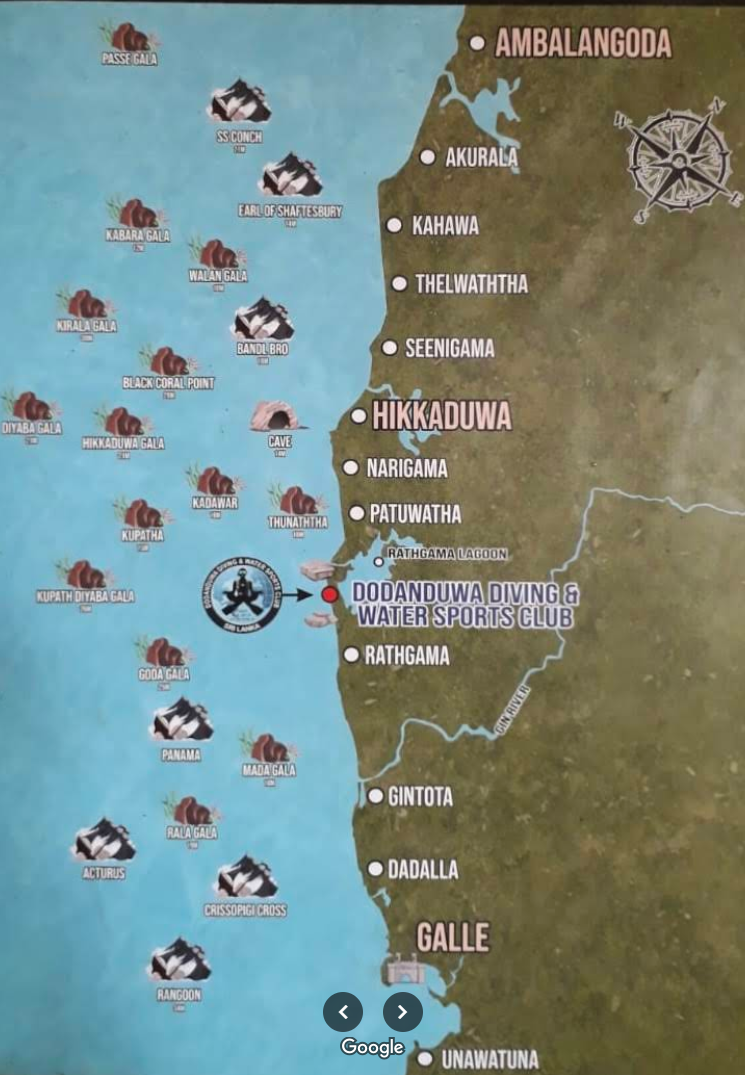 AMBALANGODA
PASSE GALA
SS CONCH
21M
N
W
E
S
AKURALA
EARL OF SHAFTESBURY
14M
KAHAWA
KABARA GALA
WALAN GALA
THELWATHTHA
KIRALA GALA
BANDI BRO
SEENIGAMA
BLACK CORAL POINT
HIKKADUWA
DIYABA GALA
HIKKADUWA GALA
CAVE
14M
NARIGAMA
KADAWAR
PATUWATHA
THUNATHTHA
KUPATHA
RATHGAMA LAGOON
DODANDUWA DIVING & WATER SPORTS CLUB
SRI LANKA
DODANDUWA DIVING &
WATER SPORTS CLUB
KUPATH DIYABA GALA
RATHGAMA
GODA GALA
GIN RIVER
PANAMA
MADA GALA
GINTOTA
RALA GALA
ACTURUS
DADALLA
CRISSOPIGI CROSS
GALLE
RANGOON
Google
UNAWATUNA